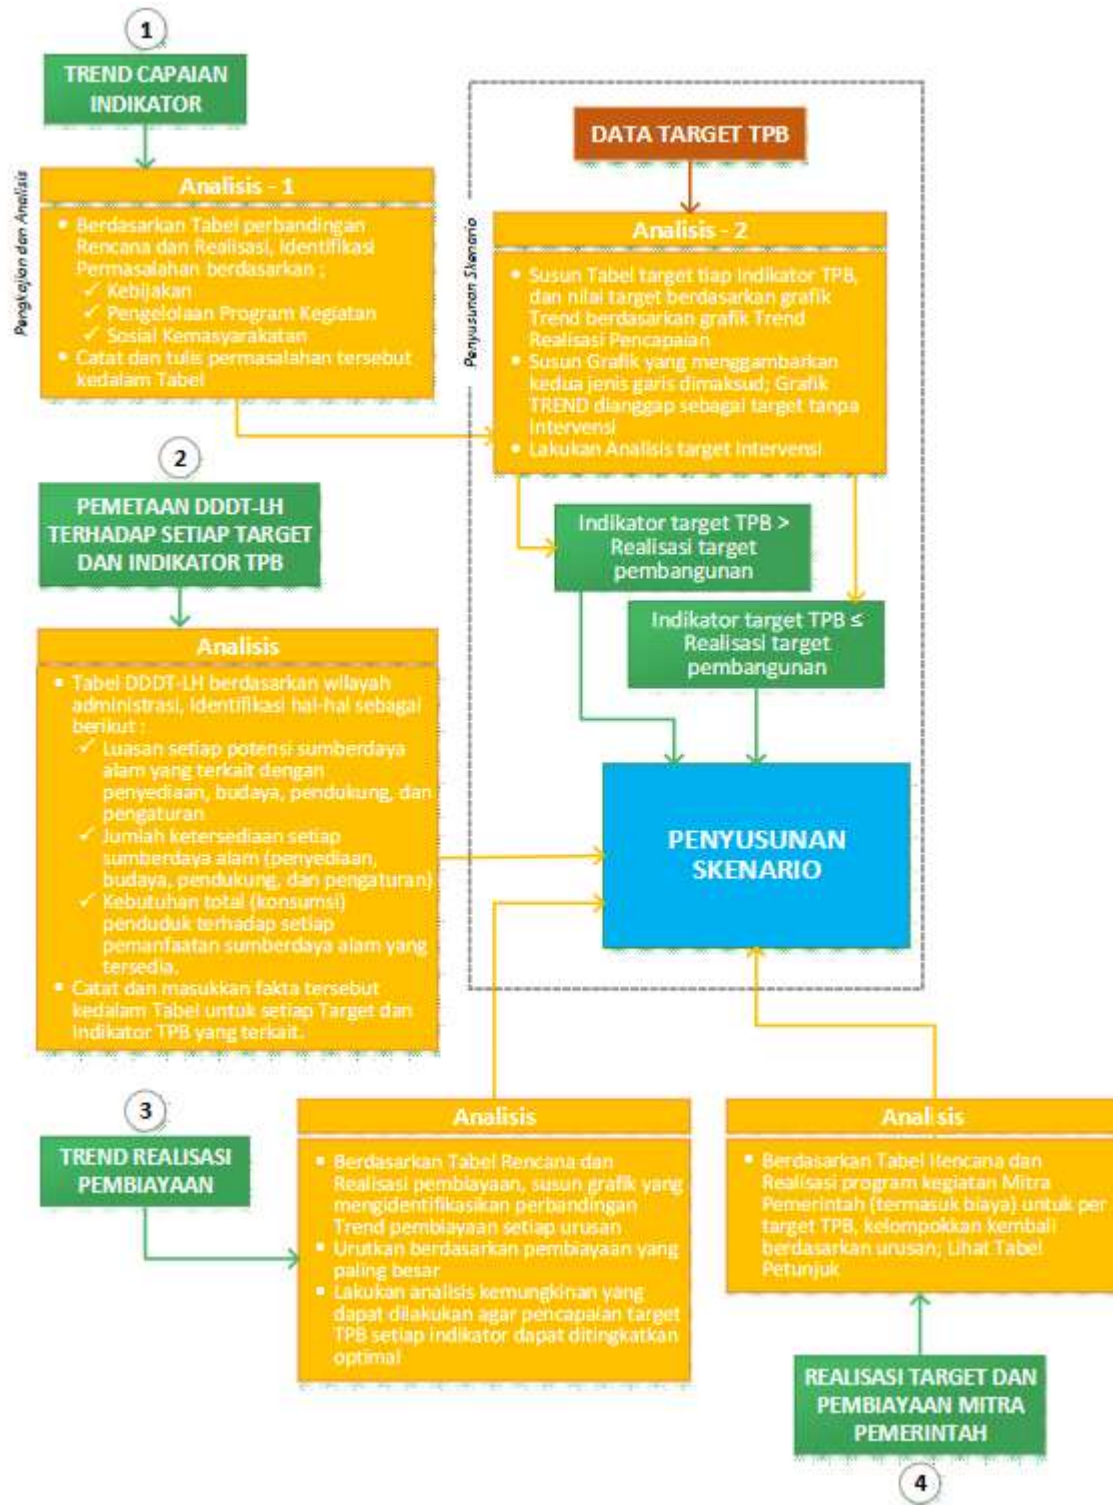 1
TREND CAPAIAN
INDIKATOR
Pengkajian dan Analisis
Analisis - 1
▪ Berdasarkan Tabel perbandingan
Rencana dan Realisasi, Identifikasi
Permasalahan berdasarkan ;
✓ Kebijakan
✓ Pengelolaan Program Kegiatan
✓ Sosial Kemasyarakatan
▪ Catat dan tulis permasalahan tersebut
kedalam Tabel
Penyusunan Skenario
DATA TARGET TPB
Analisis - 2
▪ Susun Tabel target tiap Indikator TPB,
dan nilai target berdasarkan grafik
Trend berdasarkan grafik Trend
Realisasi Pencapaian
▪ Susun Grafik yang menggambarkan
kedua jenis garis dimaksud; Grafik
TREND dianggap sebagai target tanpa
Intervensi
▪ Lakukan Analisis target Intervensi
Indikator target TPB >
Realisasi target
pembangunan
Indikator target TPB ≤
Realisasi target
pembangunan
PENYUSUNAN
SKENARIO
2
PEMETAAN DDDT-LH
TERHADAP SETIAP TARGET
DAN INDIKATOR TPB
Analisis
▪ Tabel DDDT-LH berdasarkan wilayah
administrasi, Identifikasi hal-hal sebagai
berikut :
✓ Luasan setiap potensi sumberdaya
alam yang terkait dengan
penyediaan, budaya, pendukung, dan
pengaturan
✓ Jumlah ketersediaan setiap
sumberdaya alam (penyediaan,
budaya, pendukung, dan pengaturan)
✓ Kebutuhan total (konsumsi)
penduduk terhadap setiap
pemanfaatan sumberdaya alam yang
tersedia.
▪ Catat dan masukkan fakta tersebut
kedalam Tabel untuk setiap Target dan
Indikator TPB yang terkait.
3
TREND REALISASI
PEMBIAYAAN
Analisis
▪ Berdasarkan Tabel Rencana dan
Realisasi pembiayaan, susun grafik yang
mengidentifikasikan perbandingan
Trend pembiayaan setiap urusan
▪ Urutkan berdasarkan pembiayaan yang
paling besar
▪ Lakukan analisis kemungkinan yang
dapat dilakukan agar pencapaian target
TPB setiap indikator dapat ditingkatkan
optimal
Analisis
▪ Berdasarkan Tabel Rencana dan
Realisasi program kegiatan Mitra
Pemerintah (termasuk biaya) untuk per
target TPB, kelompokkan kembali
berdasarkan urusan; Lihat Tabel
Petunjuk
REALISASI TARGET DAN
PEMBIAYAAN MITRA
PEMERINTAH
4